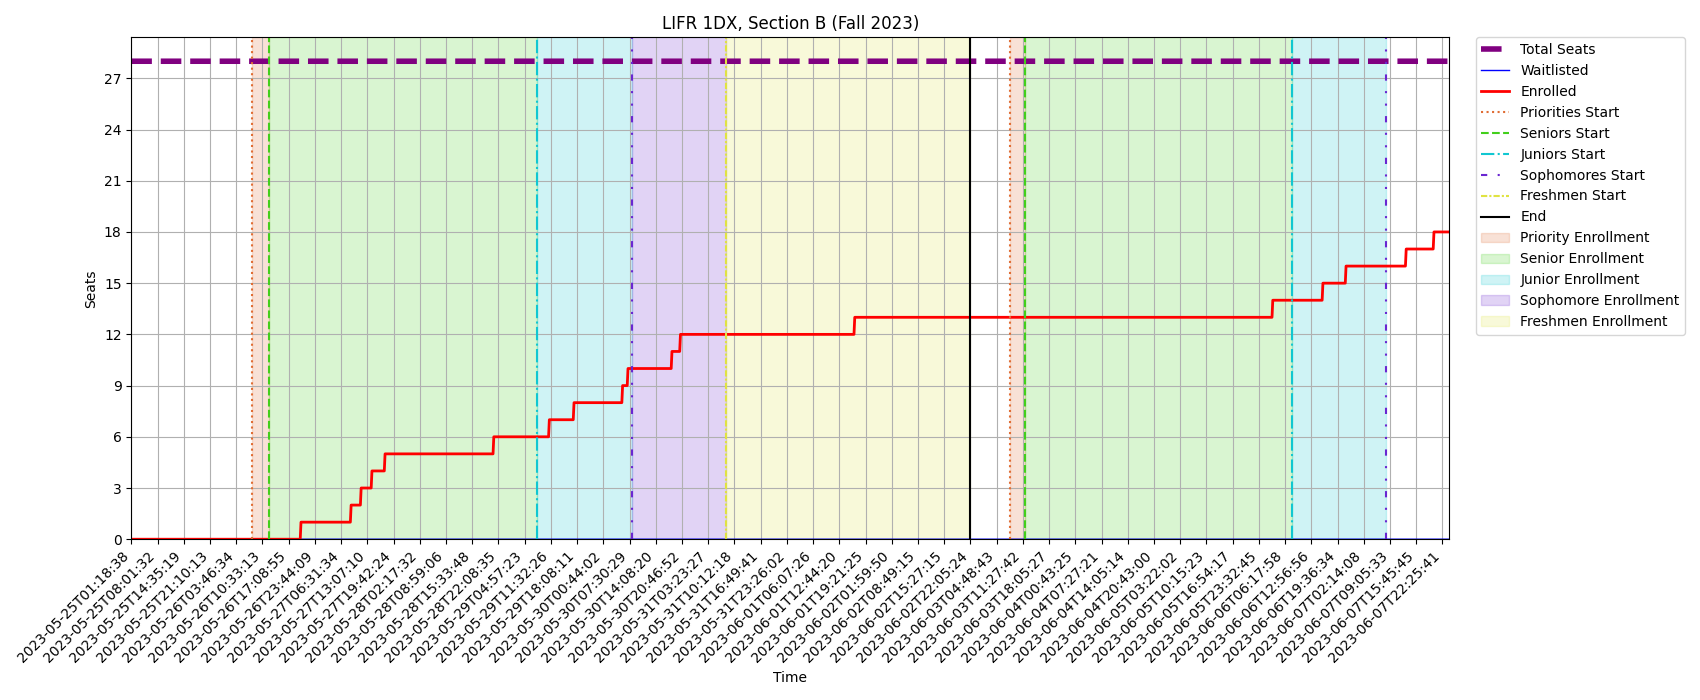 LIFR 1DX, Section B (Fall 2023)
Seats
27
24
21
18
15
12
9
6
3
0
2023-05-25T01:18:38
2023-05-25T08:01:32
2023-05-25T14:35:19
2023-05-25T21:10:13
2023-05-26T03:46:34
2023-05-26T10:33:13
2023-05-26T17:08:55
2023-05-26T23:44:09
2023-05-27T06:31:34
2023-05-27T13:07:10
2023-05-27T19:42:24
2023-05-28T02:17:32
2023-05-28T08:59:06
2023-05-28T15:33:48
2023-05-28T22:08:35
2023-05-29T04:57:23
2023-05-29T11:32:26
2023-05-29T18:08:11
2023-05-30T00:44:02
2023-05-30T07:30:29
2023-05-30T14:08:20
2023-05-30T20:46:52
2023-05-31T03:23:27
2023-05-31T10:12:18
2023-05-31T16:49:41
2023-05-31T23:26:02
2023-06-01T06:07:26
2023-06-01T12:44:20
2023-06-01T19:21:25
2023-06-02T01:59:50
2023-06-02T08:49:15
2023-06-02T15:27:15
2023-06-02T22:05:24
2023-06-03T04:48:43
2023-06-03T11:27:42
2023-06-03T18:05:27
2023-06-04T00:43:25
2023-06-04T07:27:21
2023-06-04T14:05:14
2023-06-04T20:43:00
2023-06-05T03:22:02
2023-06-05T10:15:23
2023-06-05T16:54:17
2023-06-05T23:32:45
2023-06-06T06:17:58
2023-06-06T12:56:56
2023-06-06T19:36:34
2023-06-07T02:14:08
2023-06-07T09:05:33
2023-06-07T15:45:45
2023-06-07T22:25:41
Time
Total Seats
Waitlisted
Enrolled
Priorities Start
Seniors Start
Juniors Start
Sophomores Start
Freshmen Start
End
Priority Enrollment
Senior Enrollment
Junior Enrollment
Sophomore Enrollment
Freshmen Enrollment